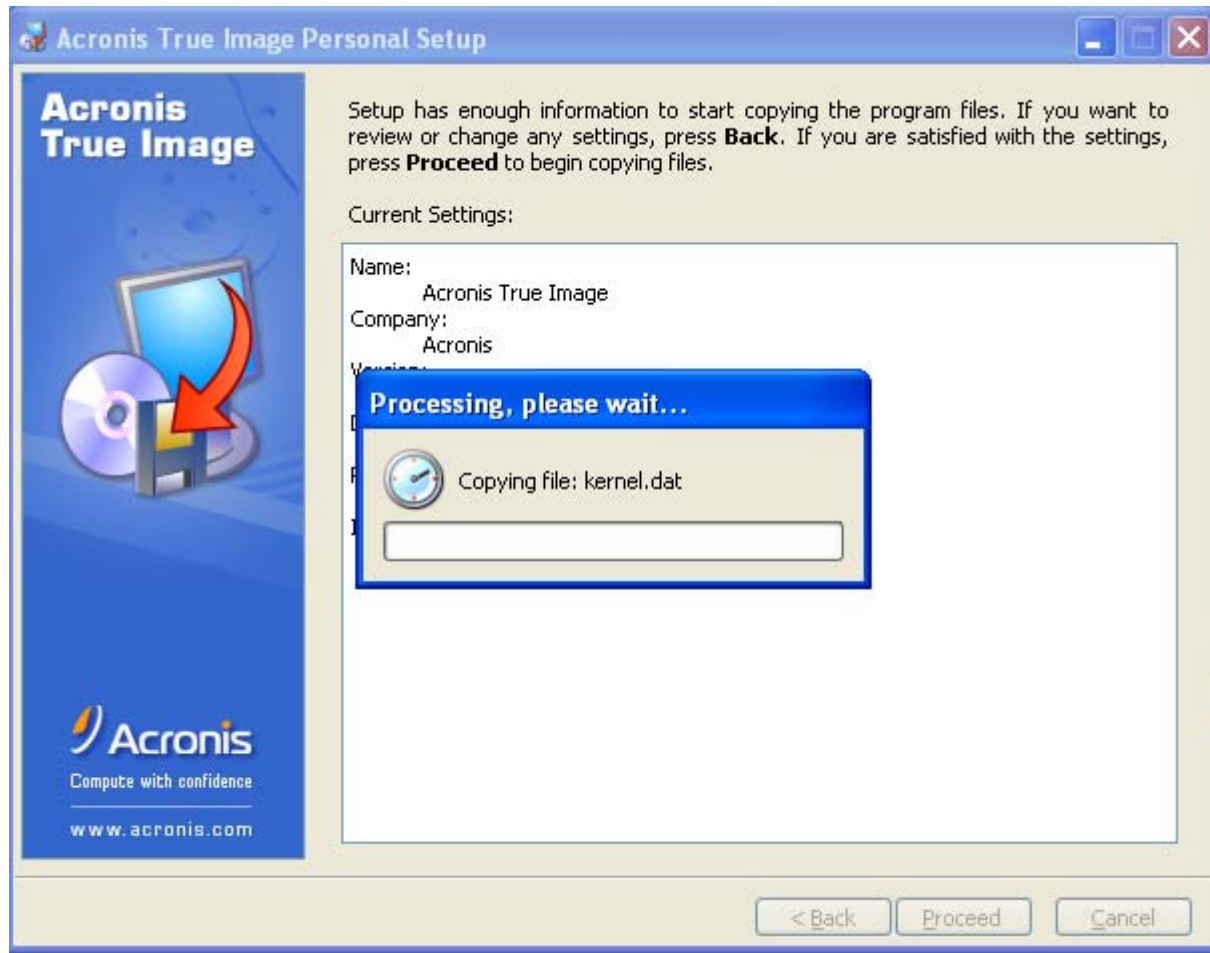 Acronis True Image Personal Setup
Acronis
True Image
Setup has enough information to start copying the program files. If you want to
review or change any settings, press Back. If you are satisfied with the settings,
press Proceed to begin copying files.
Current Settings:
Name:
Acronis True Image
Company:
Acronis
Processing, please wait...
Copying file: kernel.dat
Acronis
Compute with confidence
www.acronis.com
< Back
Proceed
Cancel